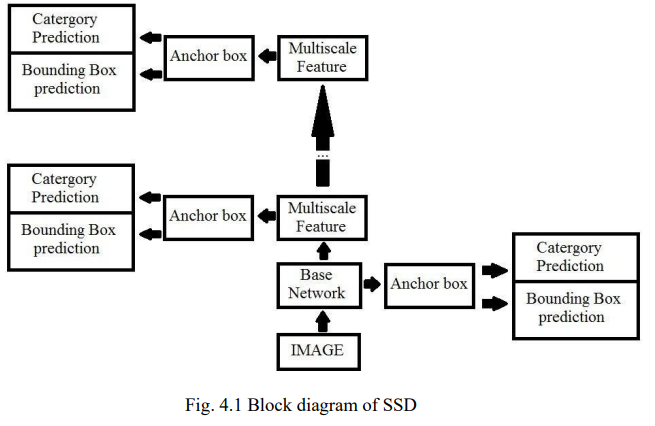 Catergory
Prediction
Bounding Box
prediction
Anchor box
Multiscale
Feature
...
Catergory
Prediction
Bounding Box
prediction
Anchor box
Multiscale
Feature
Base
Network
Anchor box
Catergory
Prediction
Bounding Box
prediction
IMAGE
Fig. 4.1 Block diagram of SSD